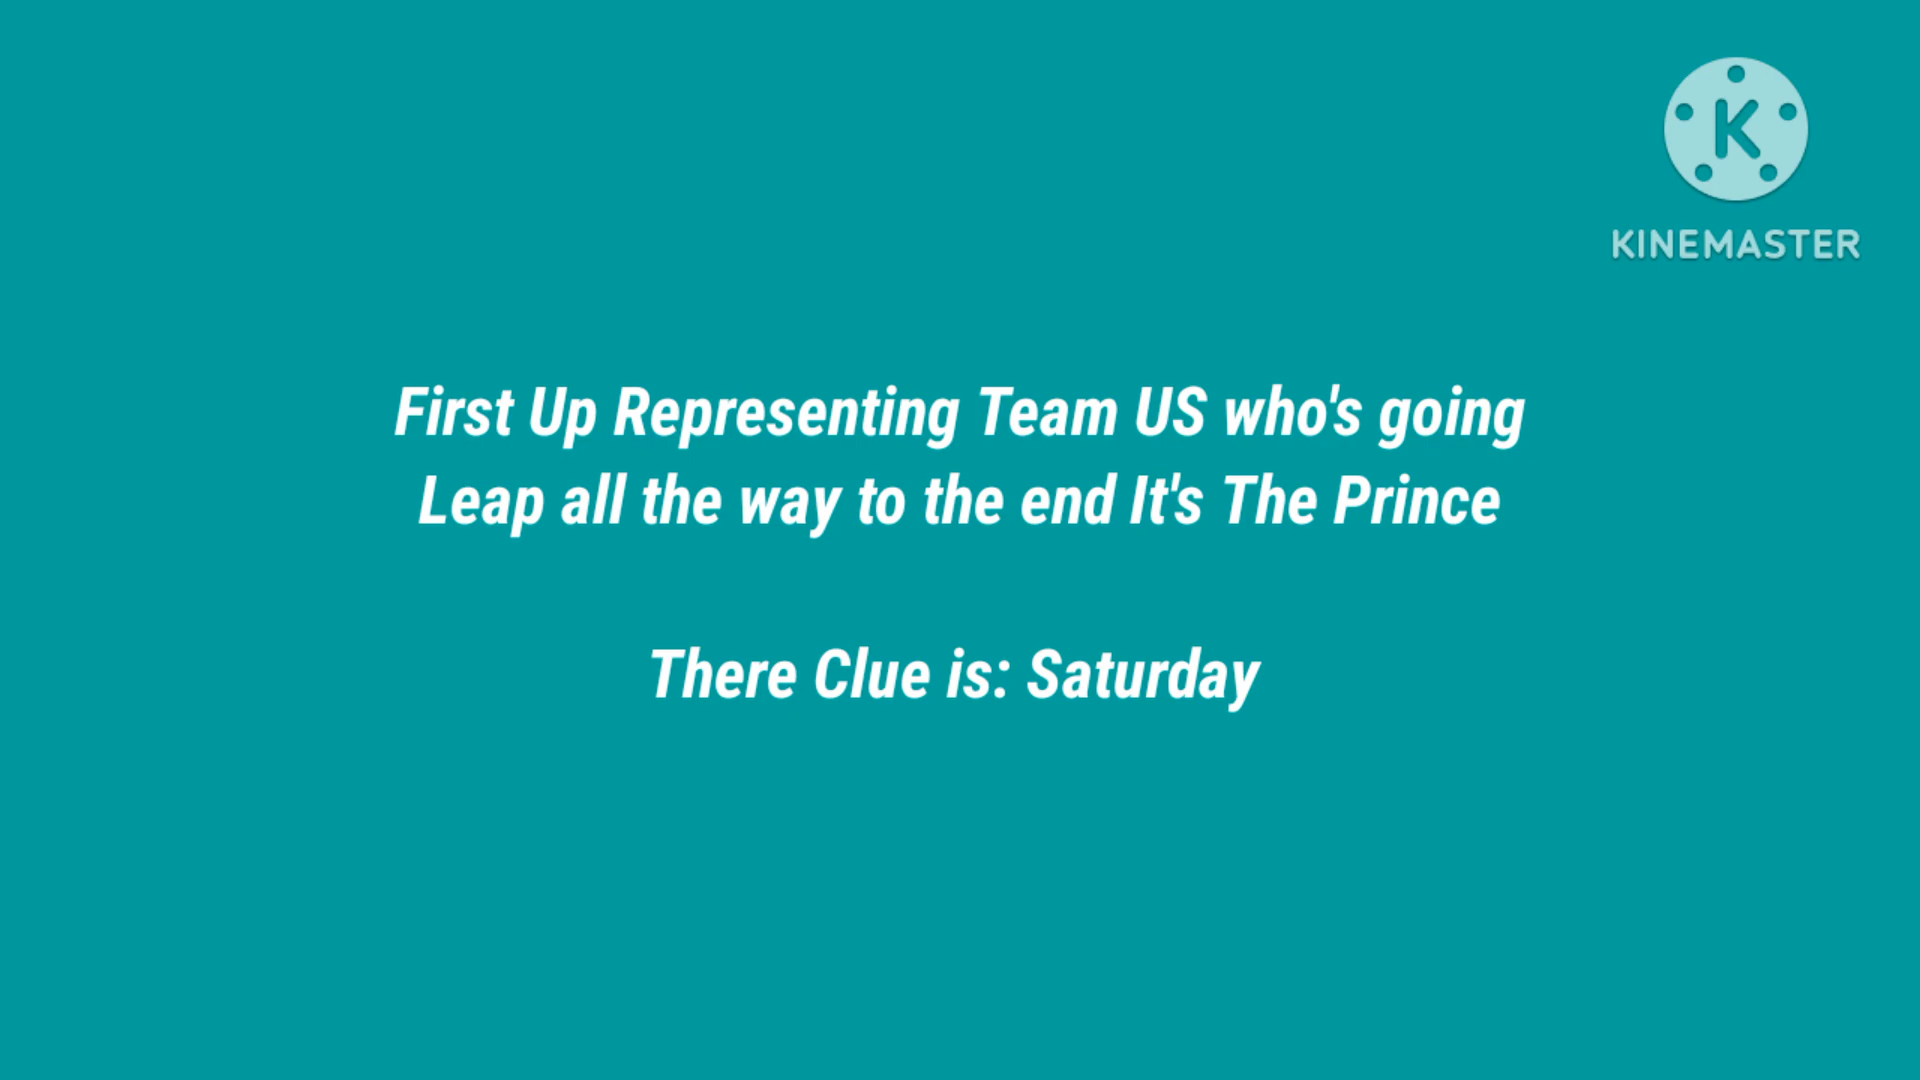 KINEMASTER
First Up Representing Team US who's going
Leap all the way to the end It's The Prince
There Clue is: Saturday